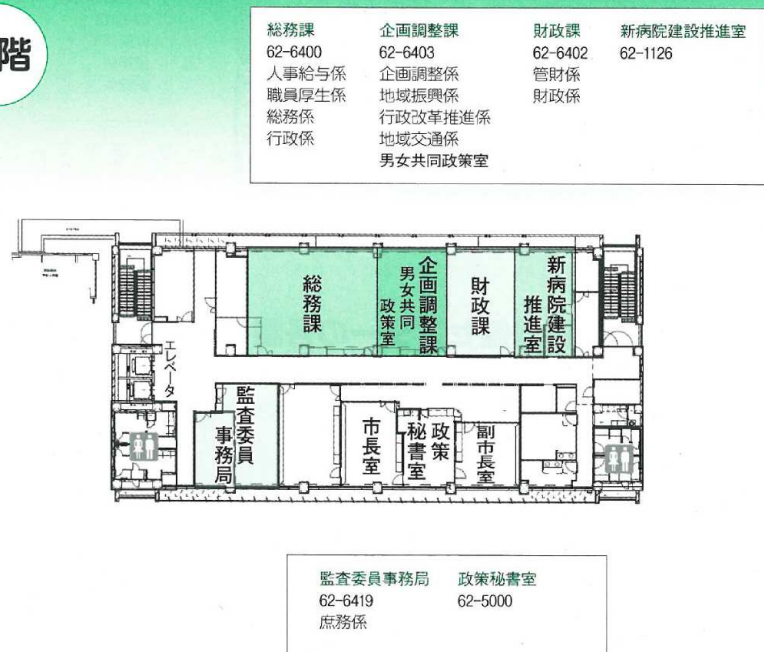 階
総務課
62-6400
人事給与係
職員厚生係
総務係
行政係
企画調整課
62-6403
企画調整係
地域振興係
行政改革推進係
地域交通係
男女共同政策室
財政課
62-6402
管財係
財政係
新病院建設推進室
62-1126
総務課
企画調整課
男女共同
政策室
財政課
新病院建設
推進室
エレベータ
監査委員
事務局
市長室
政策
秘書室
副市長室
監査委員事務局
62-6419
庶務係
政策秘書室
62-5000